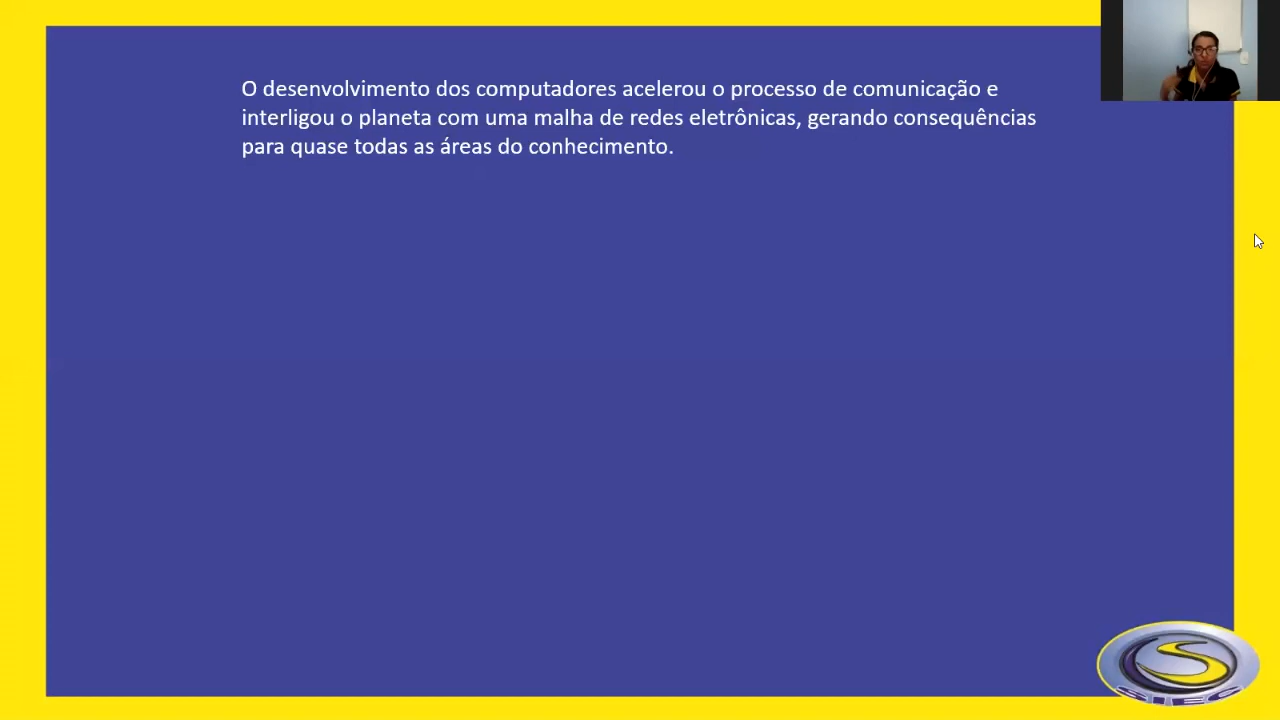 O desenvolvimento dos computadores acelerou o processo de comunicação e
interligou o planeta com uma malha de redes eletrônicas, gerando consequências
para quase todas as áreas do conhecimento.